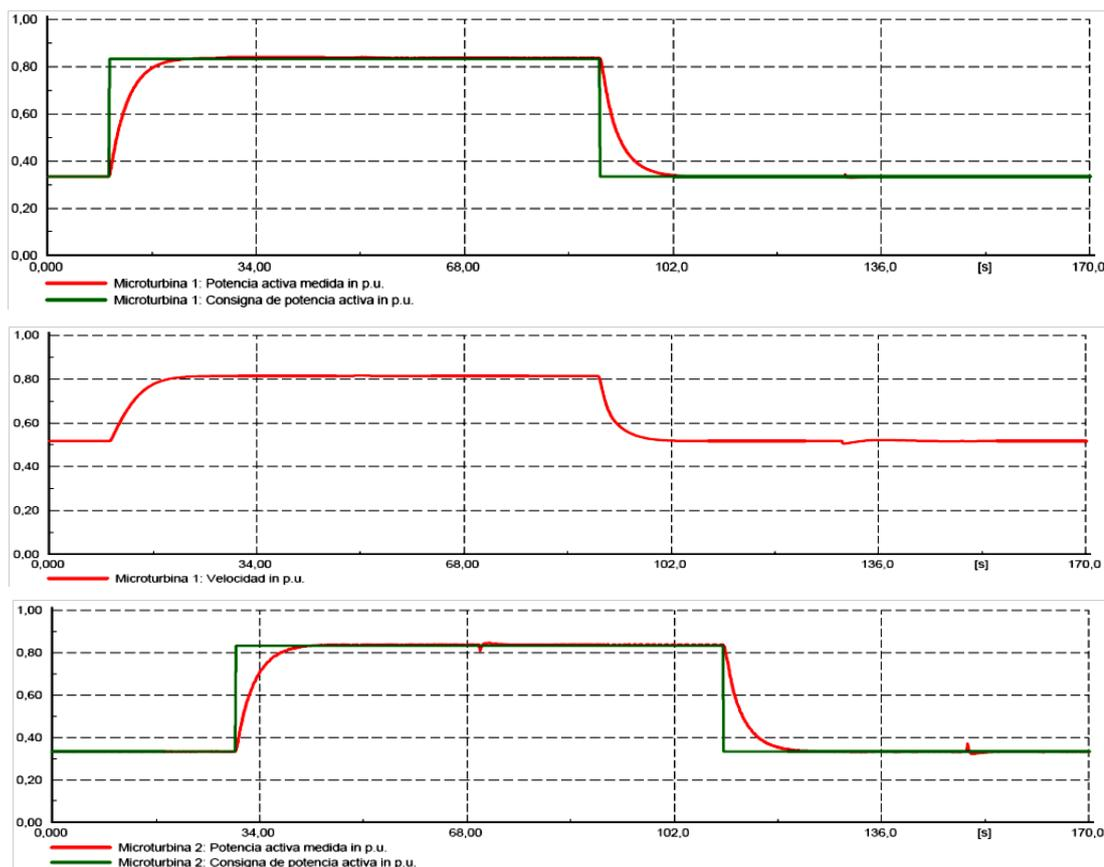 1,00
0,80
0,60
0,40
0,20
0,00
0,000 34,00 68,00 102,0 136,0 [s] 170,0
Microturbina 1: Potencia activa medida in p.u.
Microturbina 1: Consigna de potencia activa in p.u.
1,00
0,80
0,60
0,40
0,20
0,00
0,000 34,00 68,00 102,0 136,0 [s] 170,0
Microturbina 1: Velocidad in p.u.
1,00
0,80
0,60
0,40
0,20
0,00
0,000 34,00 68,00 102,0 136,0 [s] 170,0
Microturbina 2: Potencia activa medida in p.u.
Microturbina 2: Consigna de potencia activa in p.u.